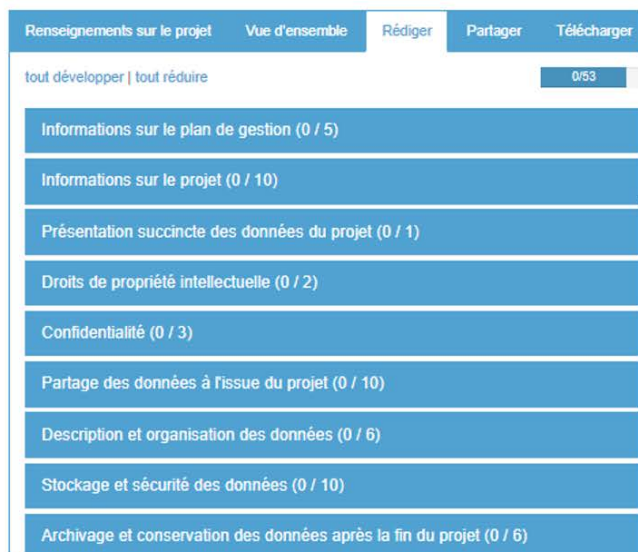 Renseignements sur le projet Vue d'ensemble Rédiger Partager Télécharger
tout développer | tout réduire 0/53
Informations sur le plan de gestion (0 / 5)
Informations sur le projet (0 / 10)
Présentation succincte des données du projet (0 / 1)
Droits de propriété intellectuelle (0 / 2)
Confidentialité (0 / 3)
Partage des données à l'issue du projet (0 / 10)
Description et organisation des données (0 / 6)
Stockage et sécurité des données (0 / 10)
Archivage et conservation des données après la fin du projet (0 / 6)